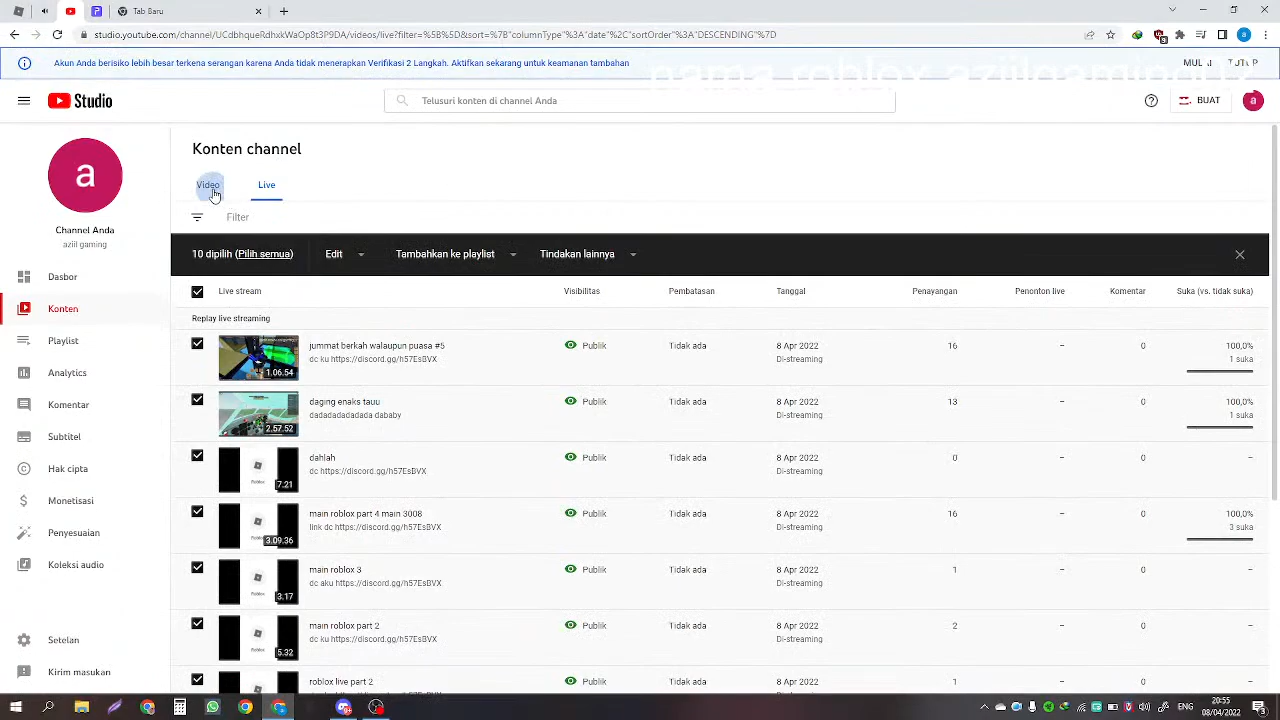 Tab Baru
studio.youtube.com/channel/UCdbhqueRdhxkWaOp8t3P9DA/videos/live?filter=%5B%5D&sort=%7B"columnType"%3A"date"%2C"sortOrder"%3A"DESCENDING"%7D
Akun Anda berisiko lebih besar terkena serangan karena Anda tidak menerapkan Verifikasi 2 Langkah. Aktifkan sekarang untuk keamanan tambahan
nama roblox
Studio
Telusuri konten di channel Anda
BUAT
a
Konten channel
Video
Live
a
Filter
Channel Anda
aziil gaming
10 dipilih (Pilih semua)
Edit
Tambahkan ke playlist
Tindakan lainnya
Dasbor
Konten
Playlist
Analytics
Komentar
Subtitel
Hak cipta
Monetisasi
Penyesuaian
Koleksi audio
Setelan
Kirim masukan
Live stream Visibilitas Pembatasan Tanggal Penayangan Penonton live Komentar Suka (vs. tidak suka)
Replay live streaming
jummat berkah walaupun puasa #5 Publik Tidak ada 8 Apr 2022 16 – 0 100,0%
dc ku https://discord.gg/h57EsBVX Di-streaming 1 suka
1.06.54
daging enaks tauu Publik Tidak ada 8 Apr 2022 13 – 0 100,0%
dadadadadadada dababy Di-streaming 1 suka
2.57.52
dahlah Publik Tidak ada 8 Apr 2022 0 – 0 –
dc https://discord.gg/h57EsBVX Di-streaming
7.21
main roblox part 4 main 3008 Publik Tidak ada 8 Apr 2022 16 – 0 100,0%
link dc https://discord.gg/h57EsBVX Di-streaming 3 suka
3.09.36
main roblox 3 Publik Tidak ada 8 Apr 2022 1 – 0 –
dc aku https://discord.gg/h57EsBVX Di-streaming
3.17
main roblox part 2 Publik Tidak ada 8 Apr 2022 2 – 0 –
dc ku https://discord.gg/h57EsBVX Di-streaming
5.32
roblox live part 2 Publik Tidak ada 8 Apr 2022 1 – 0 –
20:55
09/04/2022